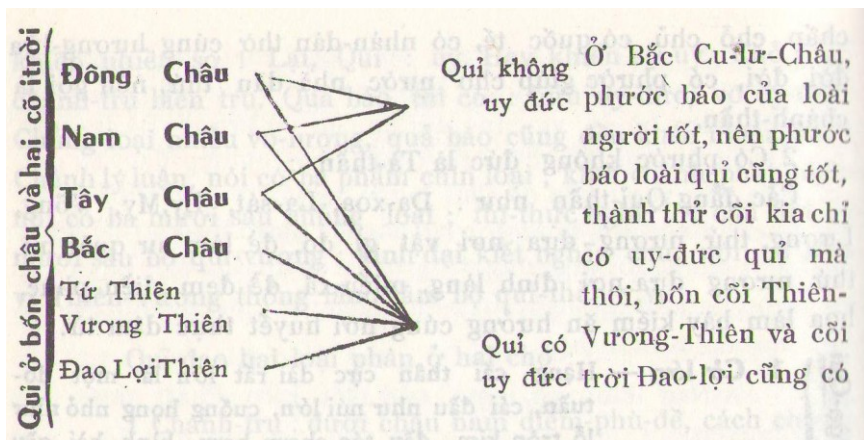 Quỉ ở bốn châu và hai cõi trời
Đông Châu
Nam Châu
Tây Châu
Bắc Châu
Tứ Thiên
Vương Thiên
Đao Lợi Thiên
Quỉ không
uy đức
Quỉ có
uy đức
Ở Bắc Cu-lư-Châu,
phước báo của loài
người tốt, nên phước
báo loài quỉ cũng tốt,
thành thử cõi kia chỉ
có uy-đức quỉ mà
thôi, bốn cõi Thiên-
Vương-Thiên và cõi
trời Đao-lợi cũng có